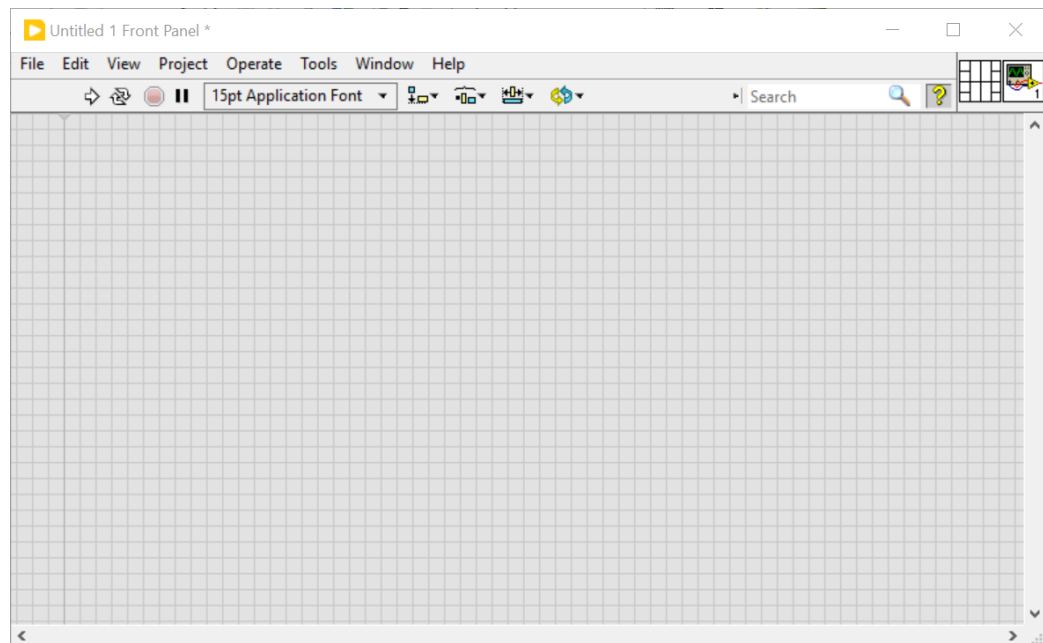 Untitled 1 Front Panel *
File Edit View Project Operate Tools Window Help
15pt Application Font Search ?
1